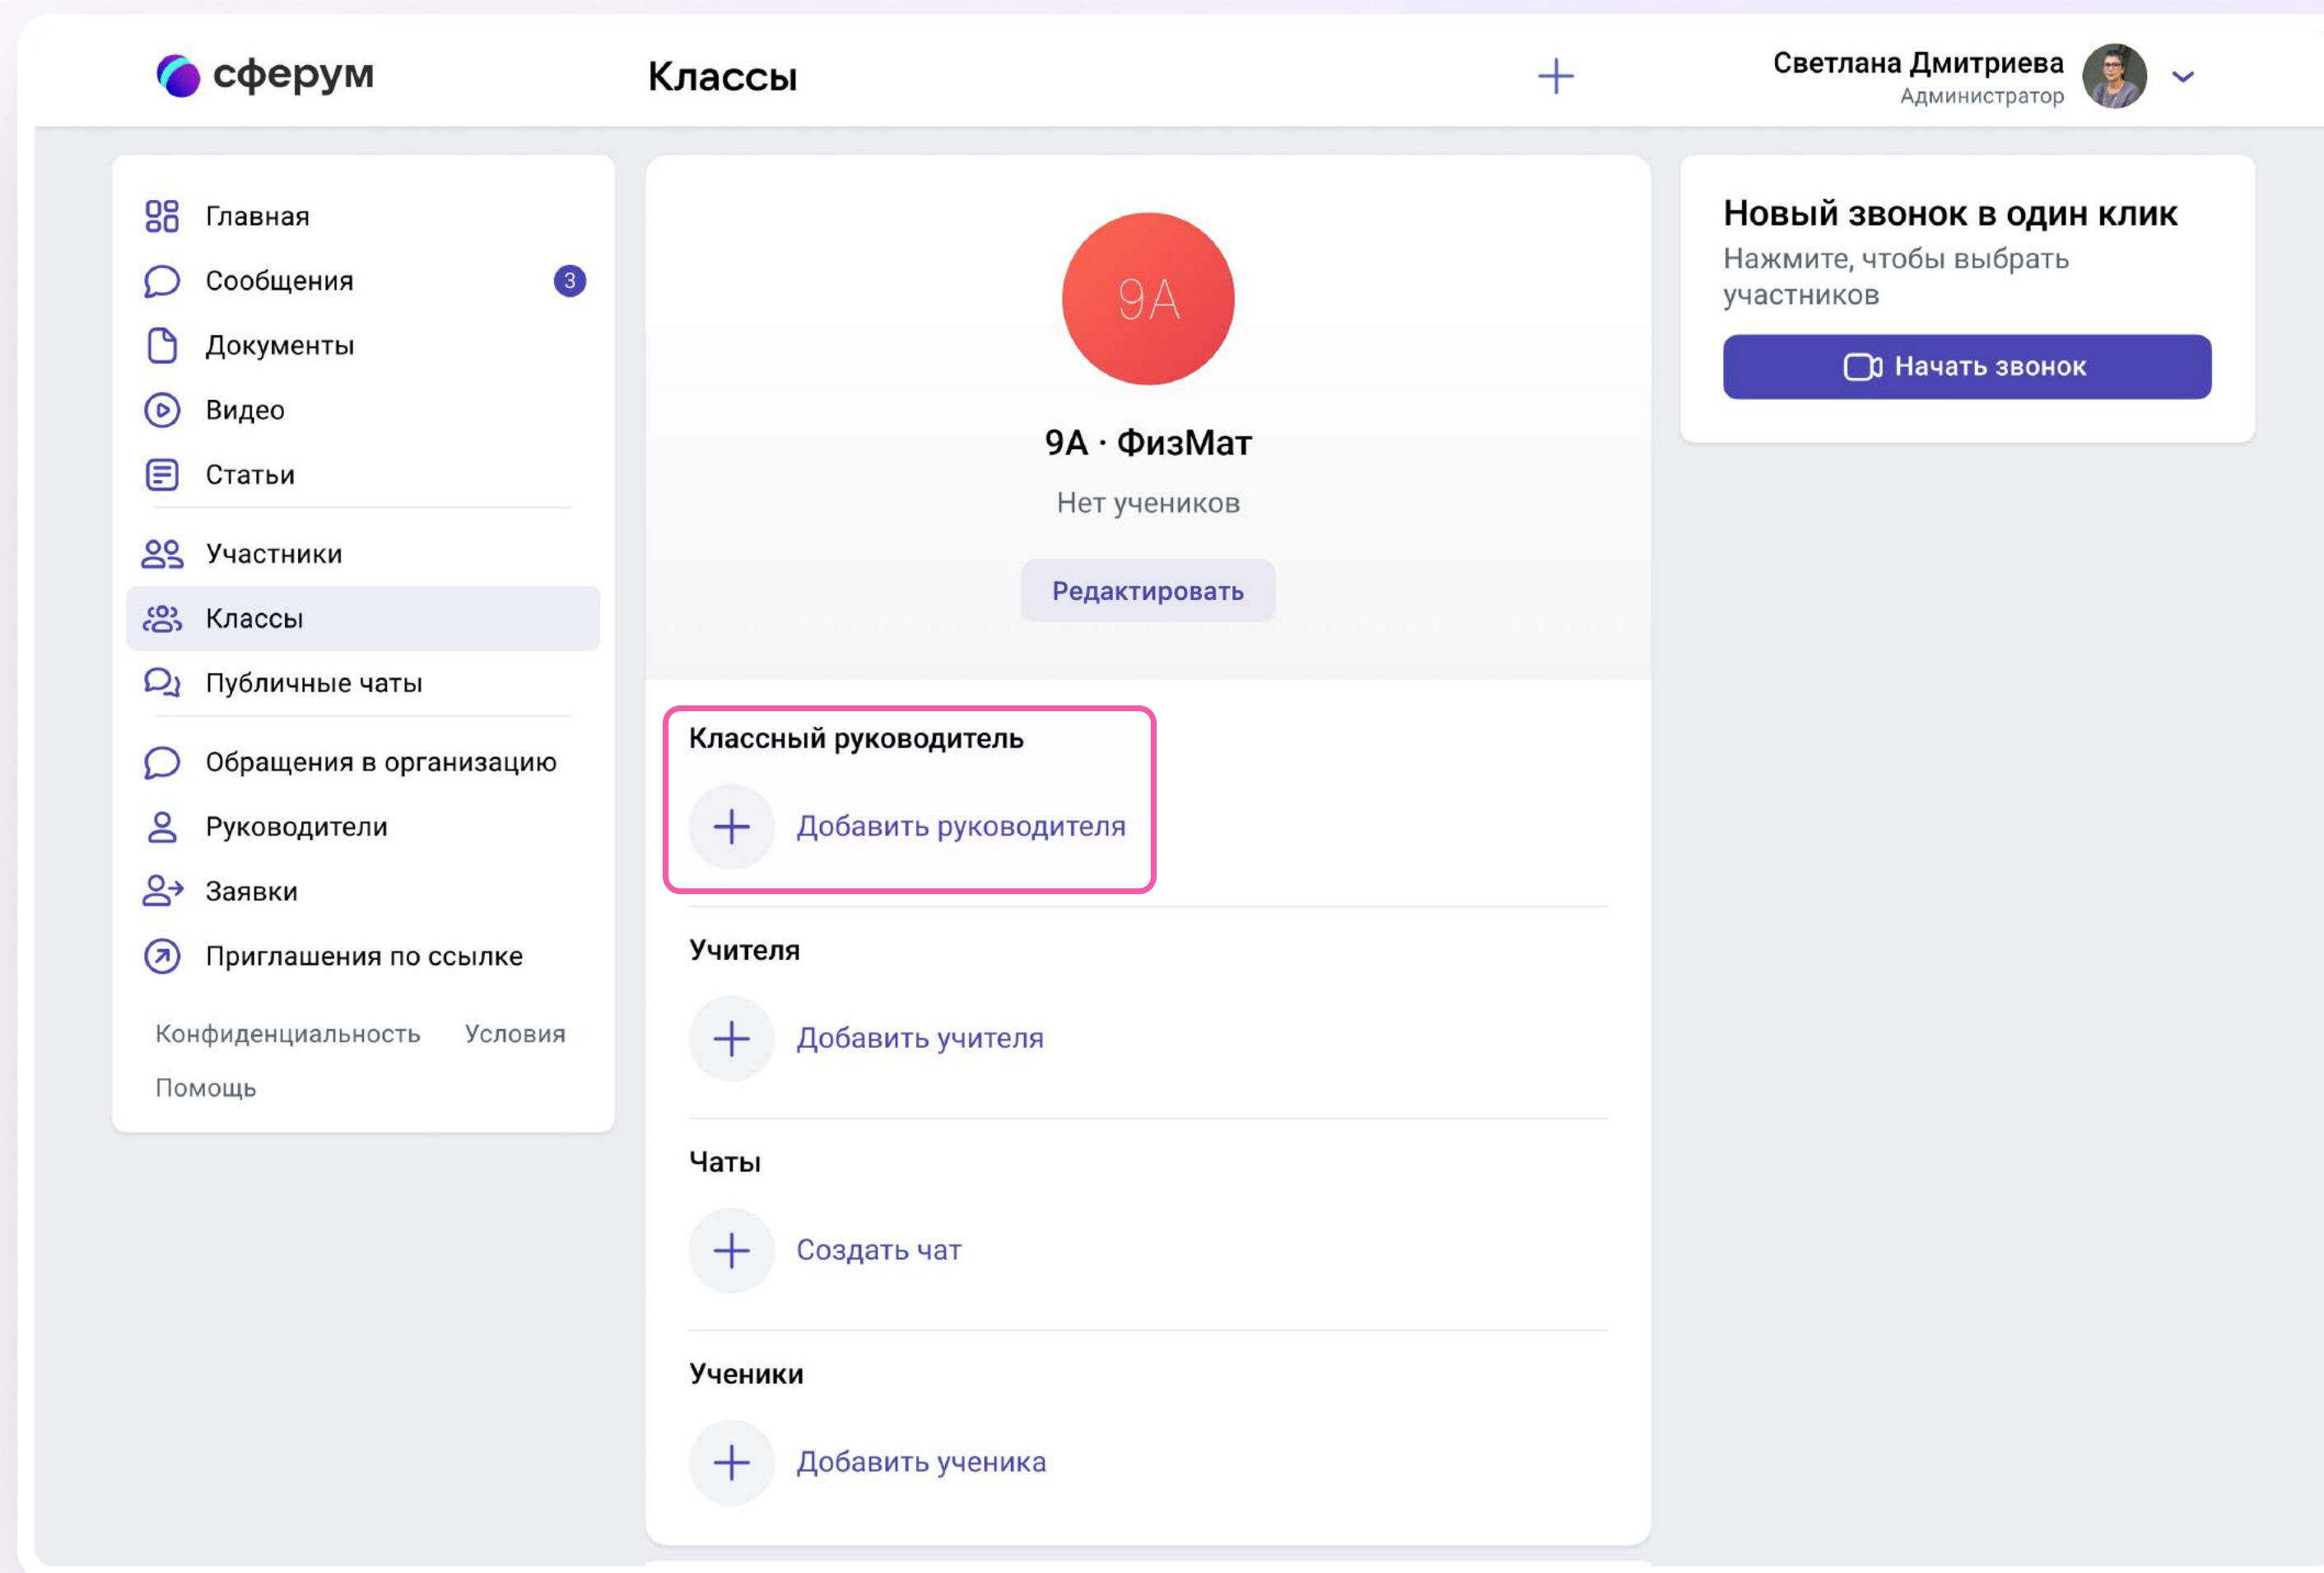 сферум
Классы
Светлана Дмитриева
Администратор
Главная
Сообщения 3
Документы
Видео
Статьи
Участники
Классы
Публичные чаты
Обращения в организацию
Руководители
Заявки
Приглашения по ссылке
Конфиденциальность Условия
Помощь
9А
9А · ФизМат
Нет учеников
Редактировать
Классный руководитель
Добавить руководителя
Учителя
Добавить учителя
Чаты
Создать чат
Ученики
Добавить ученика
Новый звонок в один клик
Нажмите, чтобы выбрать
участников
Начать звонок